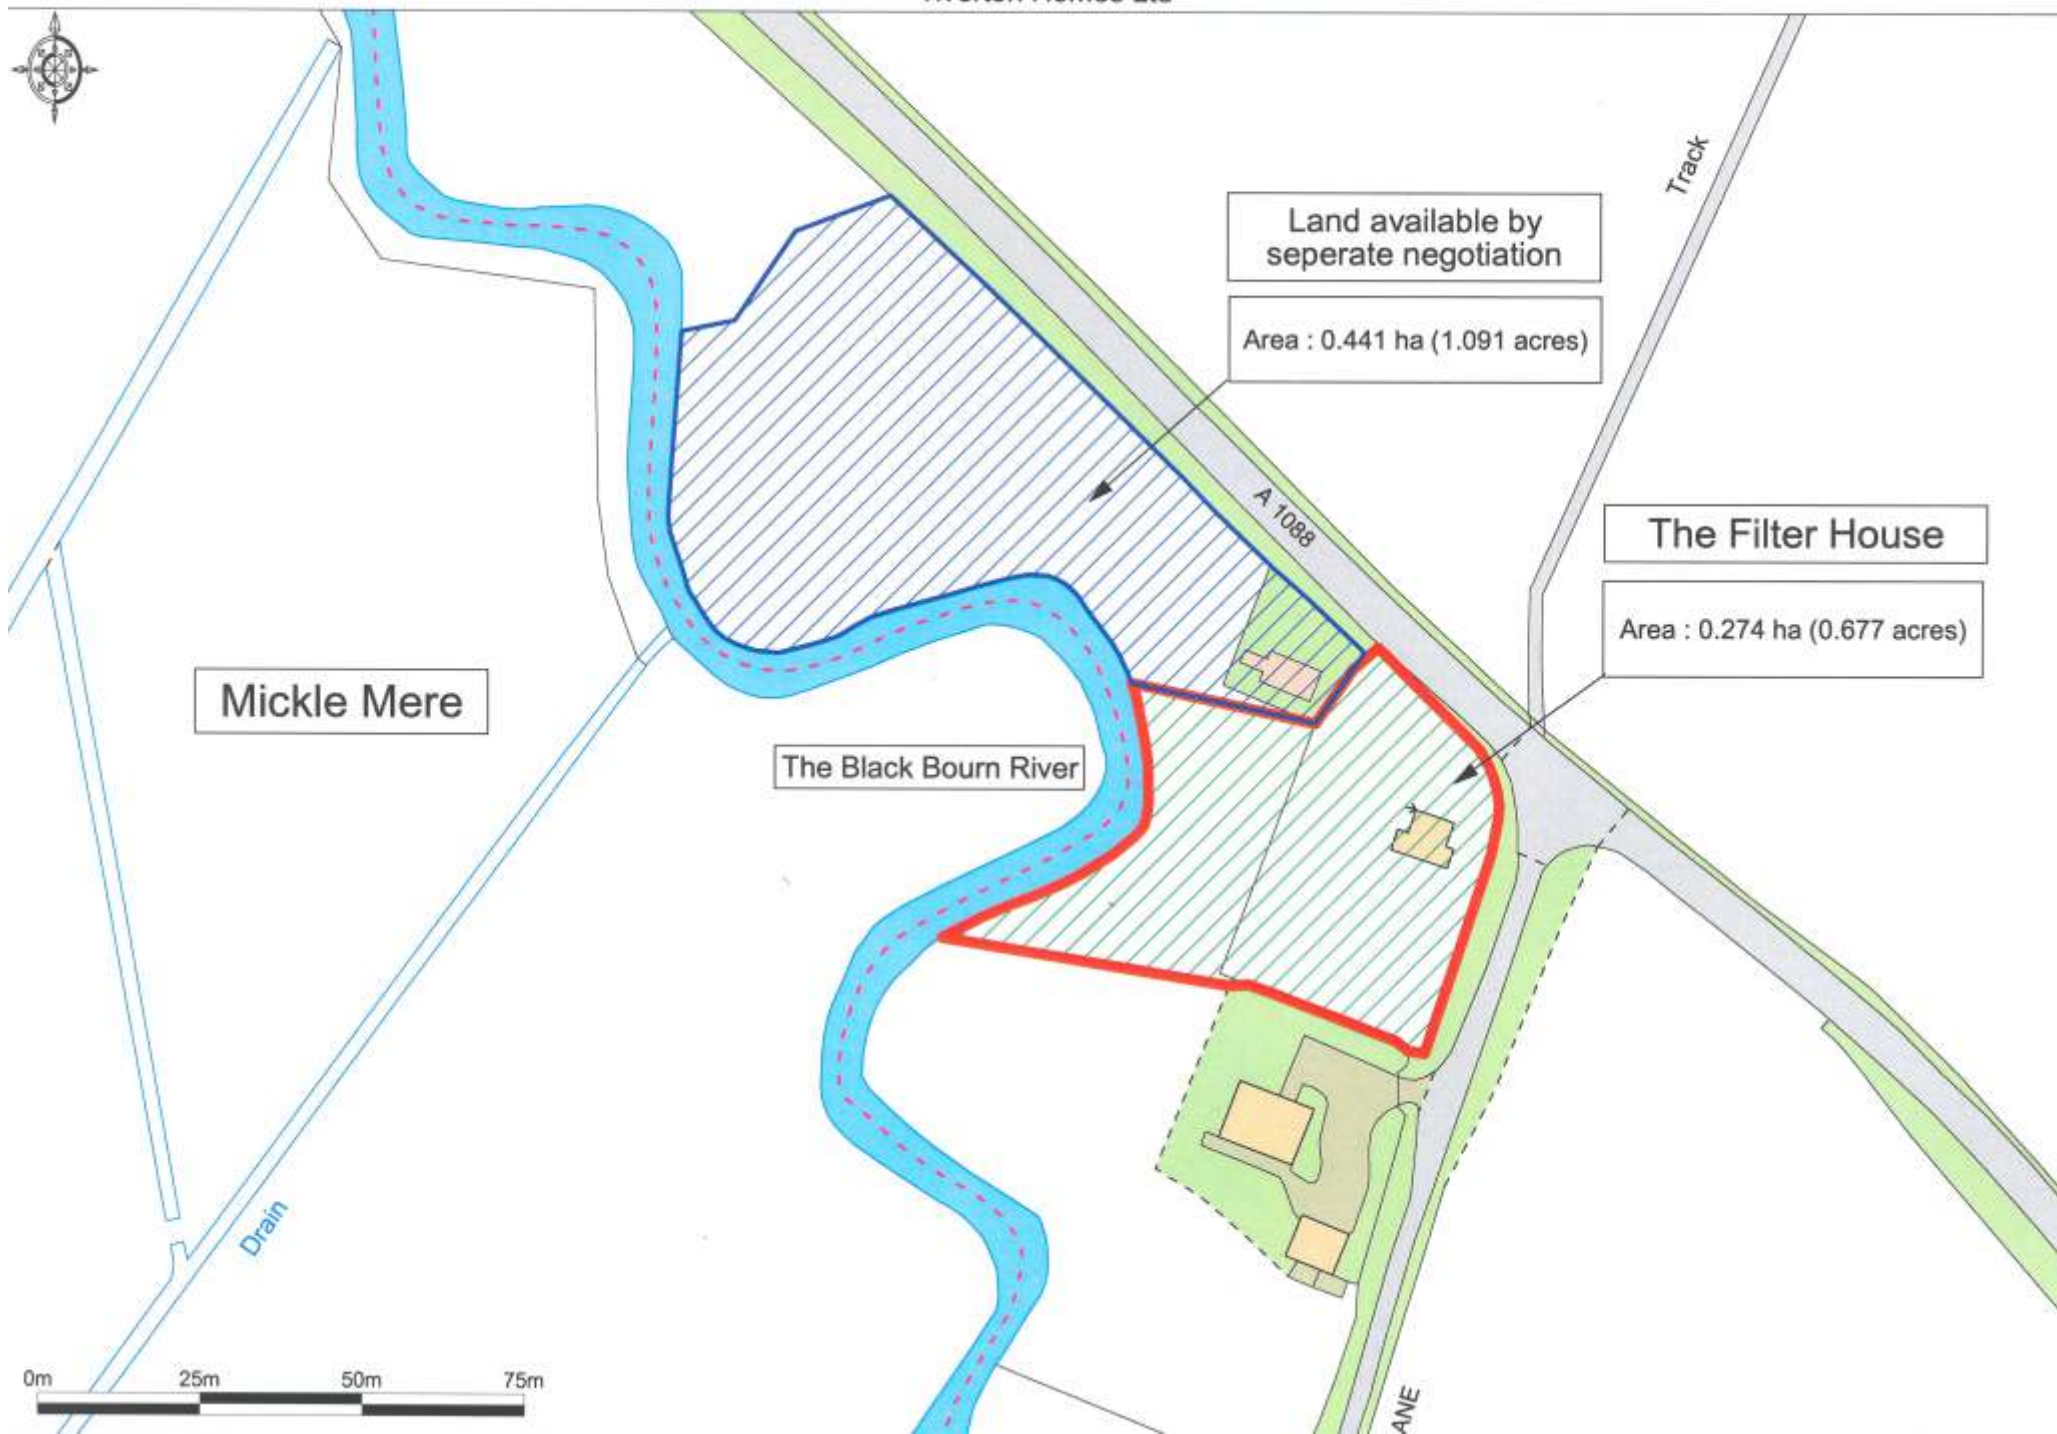 Track
Land available by
seperate negotiation
Area : 0.441 ha (1.091 acres)
A 1088
The Filter House
Area : 0.274 ha (0.677 acres)
Mickle Mere
The Black Bourn River
Drain
0m 25m 50m 75m
ANE